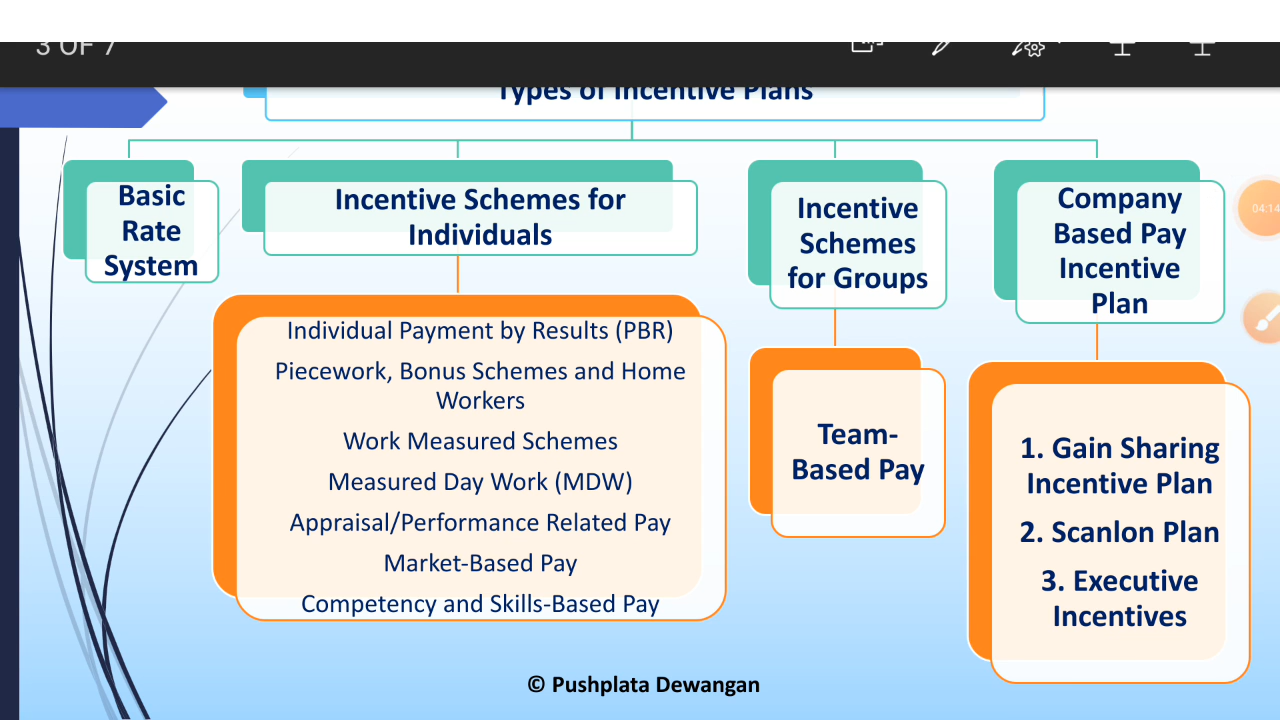 3 OF 7
Types of Incentive Plans
Basic
Rate
System
Incentive Schemes for
Individuals
Individual Payment by Results (PBR)
Piecework, Bonus Schemes and Home
Workers
Work Measured Schemes
Measured Day Work (MDW)
Appraisal/Performance Related Pay
Market-Based Pay
Competency and Skills-Based Pay
Incentive
Schemes
for Groups
Team-
Based Pay
Company
Based Pay
Incentive
Plan
1. Gain Sharing
Incentive Plan
2. Scanlon Plan
3. Executive
Incentives
04:14
© Pushplata Dewangan